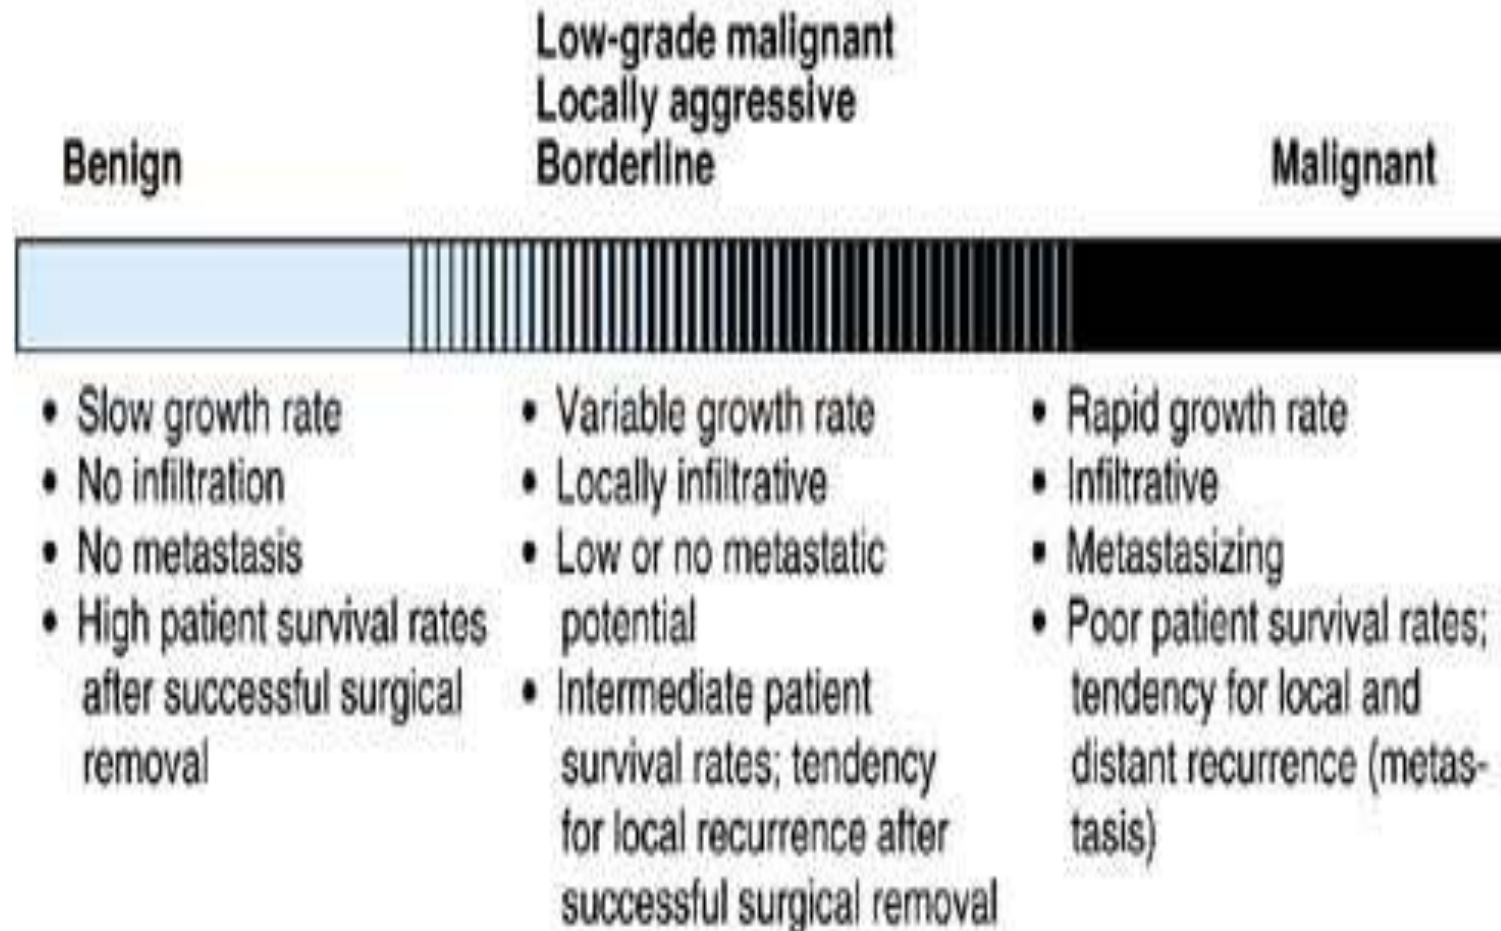 Low-grade malignant
Locally aggressive
Borderline
Benign
Malignant
• Slow growth rate
• No infiltration
• No metastasis
• High patient survival rates
after successful surgical
removal
• Variable growth rate
• Locally infiltrative
• Low or no metastatic
potential
• Intermediate patient
survival rates; tendency
for local recurrence after
successful surgical removal
• Rapid growth rate
• Infiltrative
• Metastasizing
• Poor patient survival rates;
tendency for local and
distant recurrence (metas-
tasis)